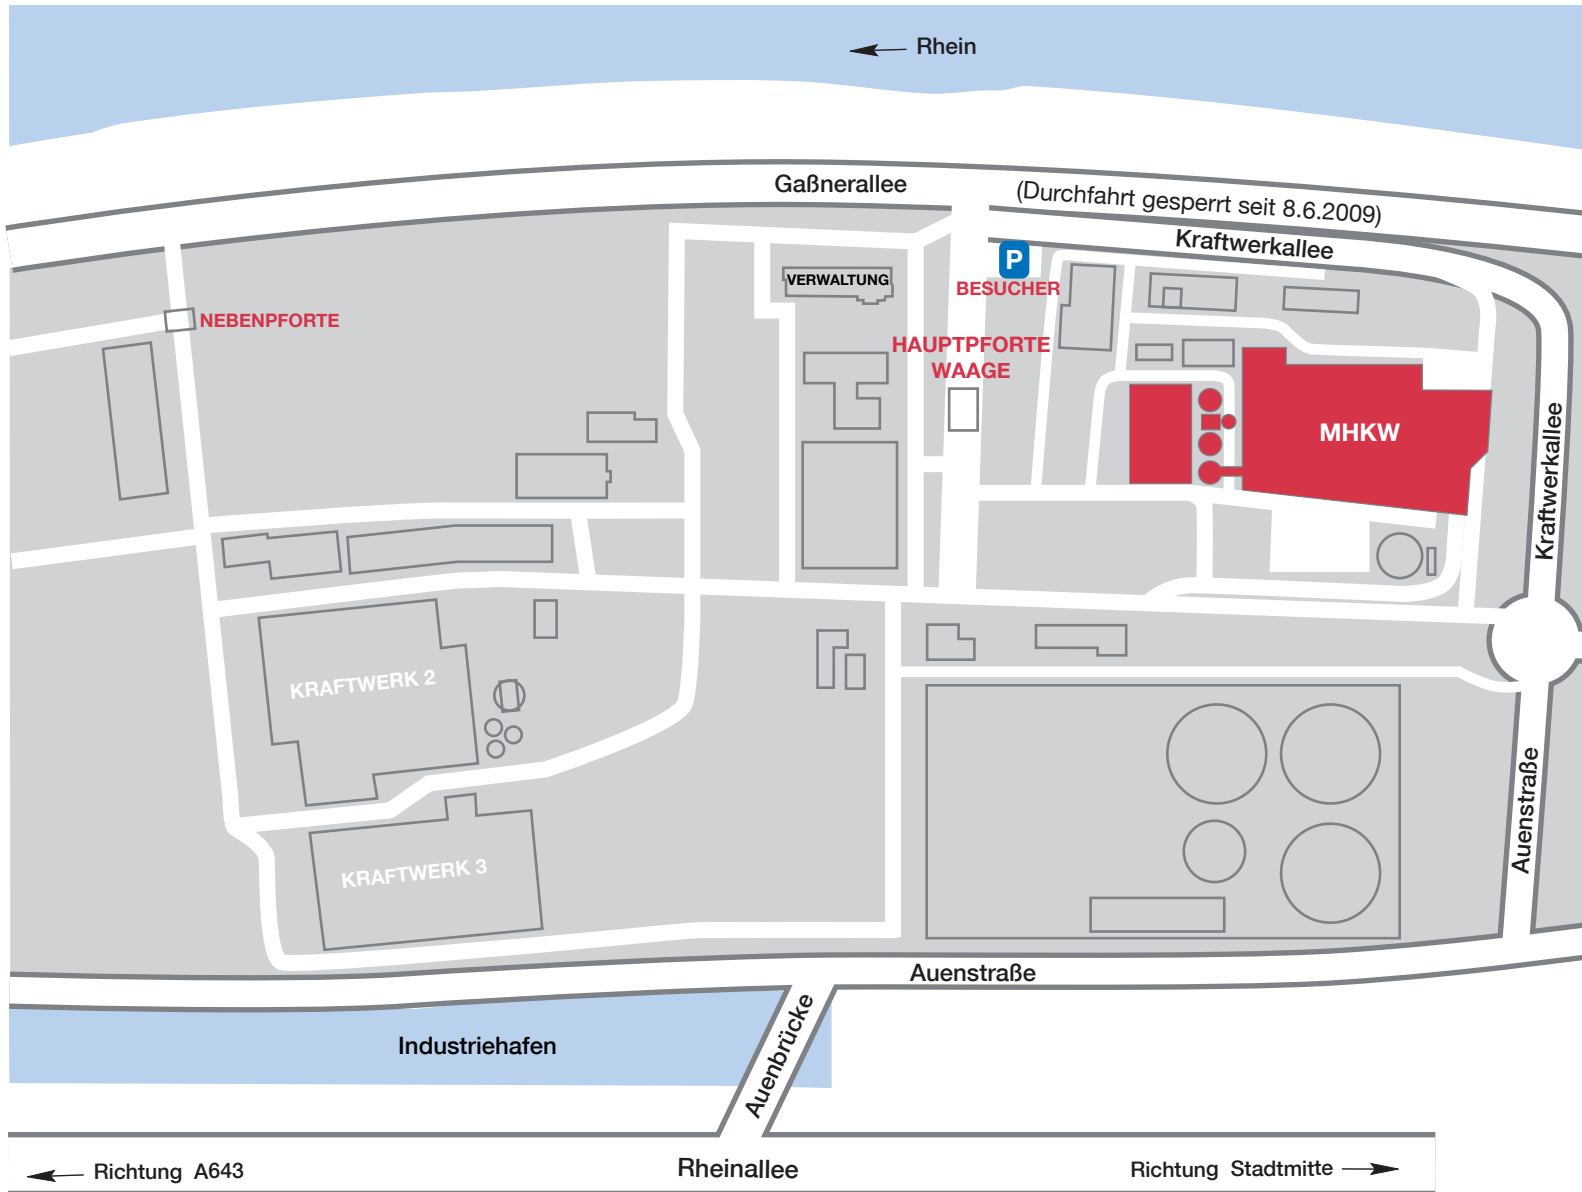 Rhein
Gaßnerallee
(Durchfahrt gesperrt seit 8.6.2009)
Kraftwerkallee
P
BESUCHER
VERWALTUNG
NEBENPFORTE
HAUPTPFORTE
WAAGE
MHKW
Kraftwerkallee
KRAFTWERK 2
KRAFTWERK 3
Auenstraße
Auenstraße
Industriehafen
Auenbrücke
Richtung A643
Rheinallee
Richtung Stadtmitte